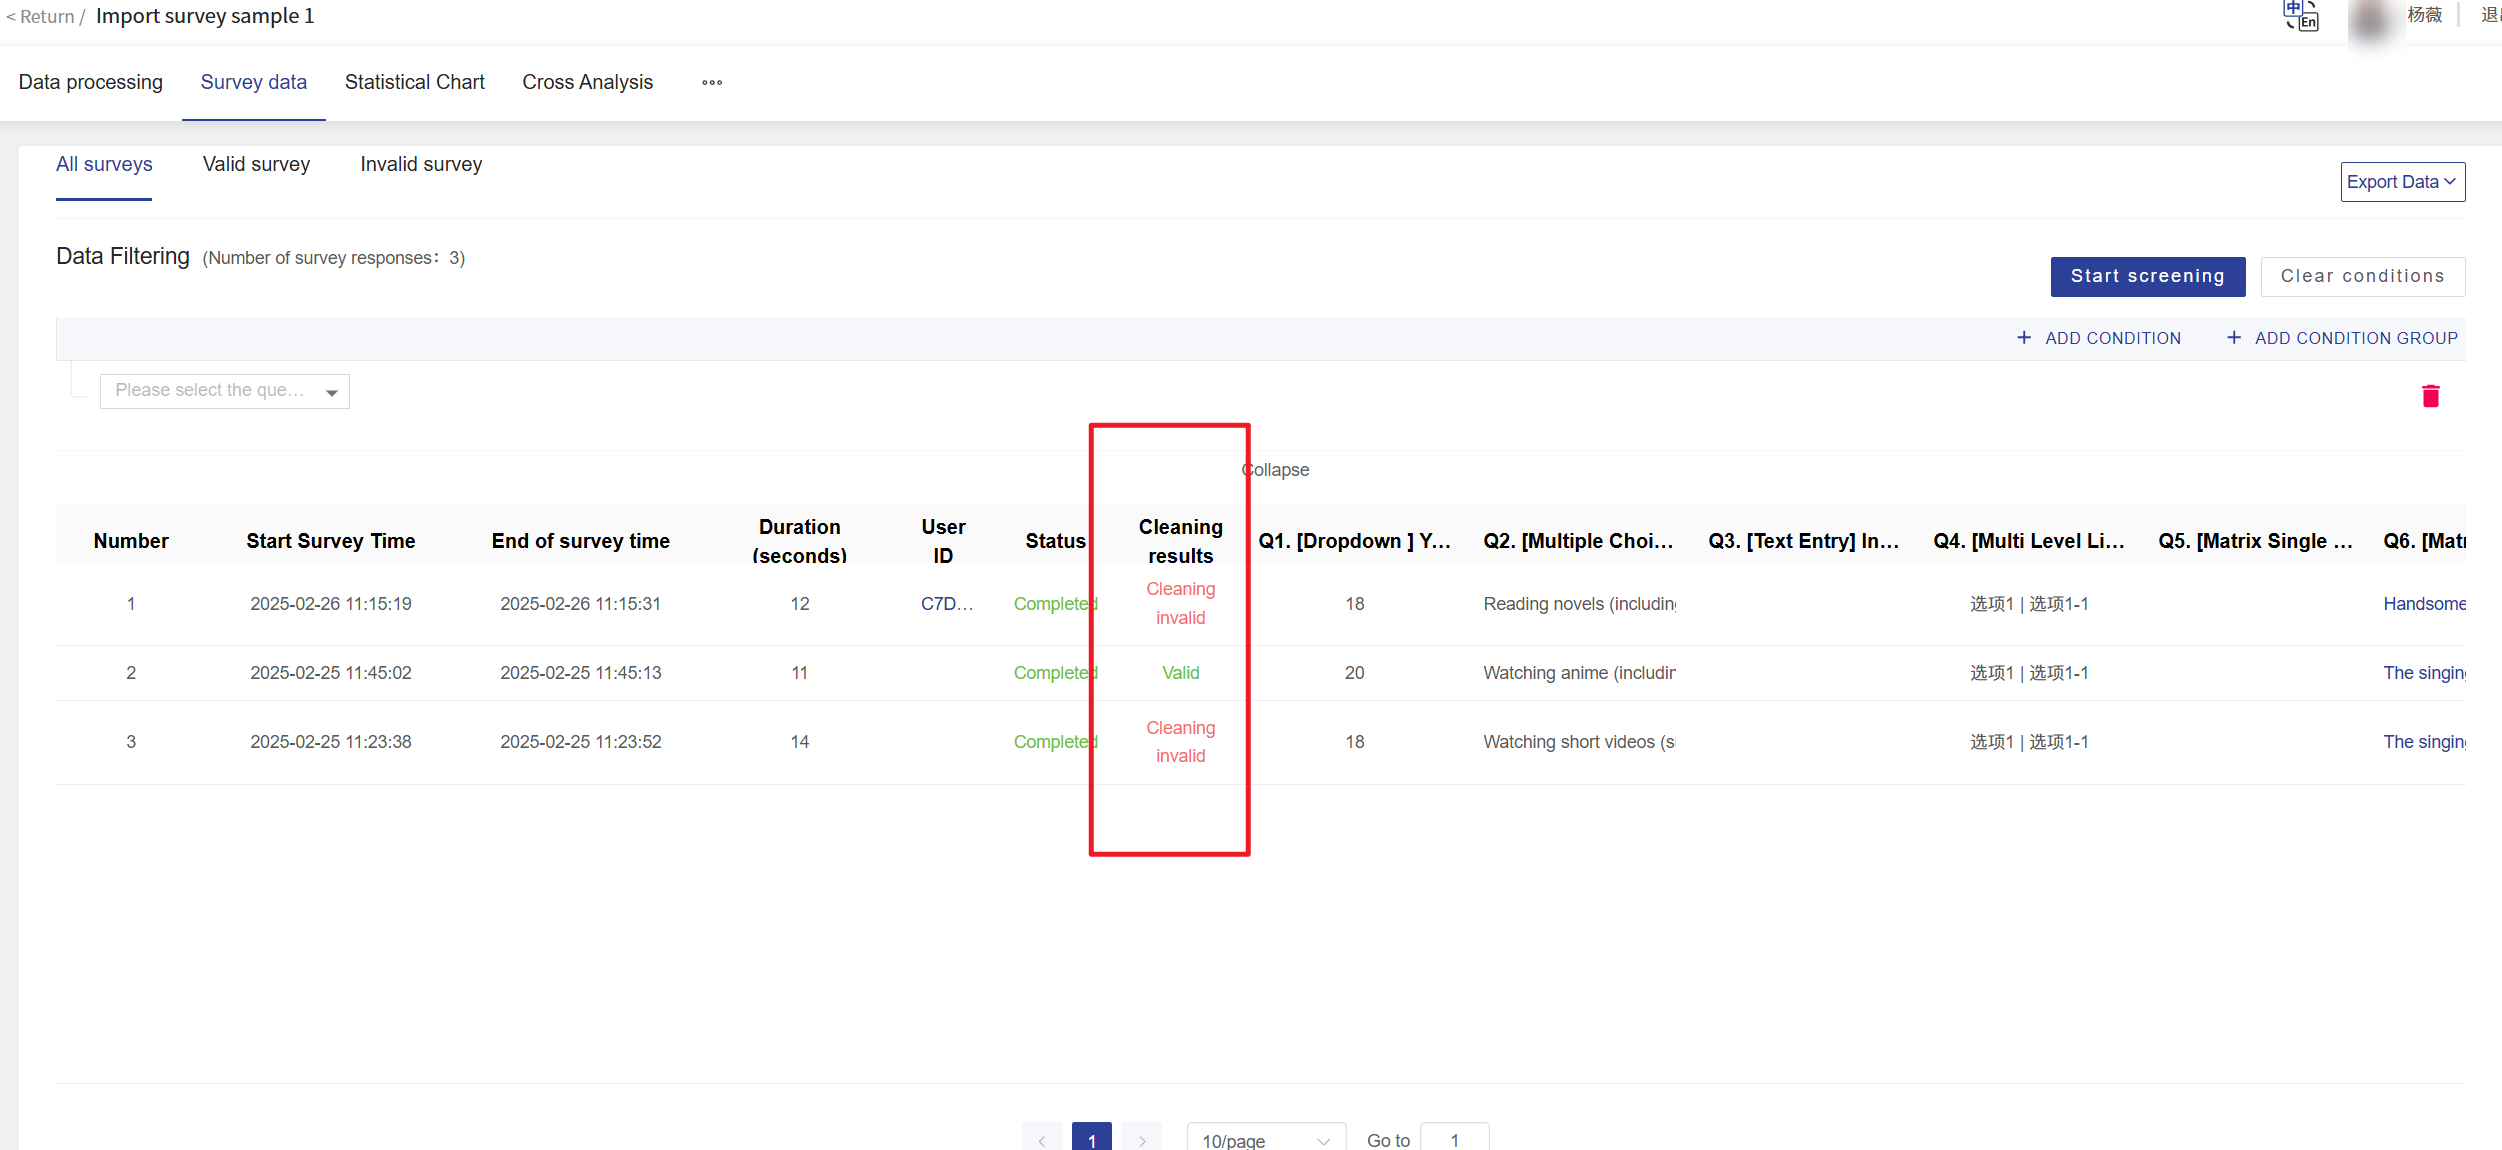 < Return / Import survey sample 1
中 En 杨薇
Data processing Survey data Statistical Chart Cross Analysis
All surveys Valid survey Invalid survey
Export Data
Data Filtering (Number of survey responses: 3)
Start screening Clear conditions
+ ADD CONDITION + ADD CONDITION GROUP
Please select the que...
Collapse
Number Start Survey Time End of survey time Duration (seconds) User ID Status Cleaning results Q1. [Dropdown ] Y... Q2. [Multiple Choi... Q3. [Text Entry] In... Q4. [Multi Level Li... Q5. [Matrix Single ... Q6. [Matr
1 2025-02-26 11:15:19 2025-02-26 11:15:31 12 C7D... Completed Cleaning invalid 18 Reading novels (including 选项1 | 选项1-1 Handsome
2 2025-02-25 11:45:02 2025-02-25 11:45:13 11 Completed Valid 20 Watching anime (includin 选项1 | 选项1-1 The singing
3 2025-02-25 11:23:38 2025-02-25 11:23:52 14 Completed Cleaning invalid 18 Watching short videos (s 选项1 | 选项1-1 The singing
< 1 > 10/page Go to 1